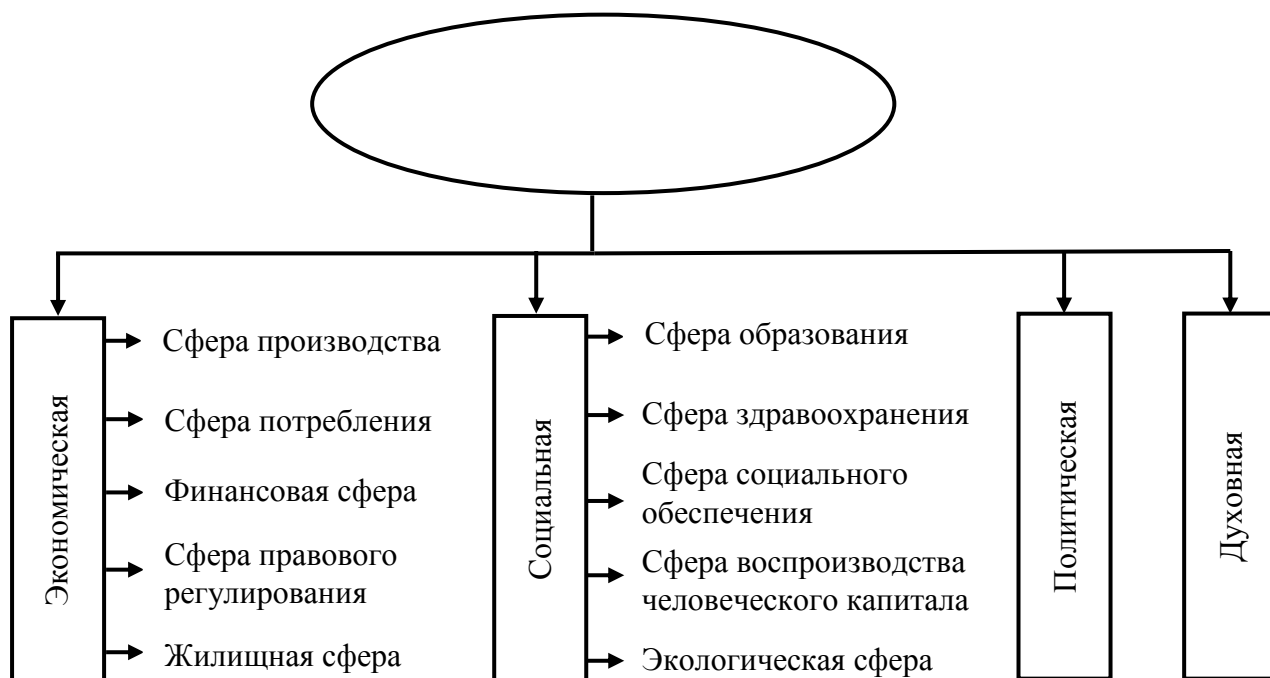 Экономическая
Сфера производства
Сфера потребления
Финансовая сфера
Сфера правового
регулирования
Жилищная сфера
Социальная
Сфера образования
Сфера здравоохранения
Сфера социального
обеспечения
Сфера воспроизводства
человеческого капитала
Экологическая сфера
Политическая
Духовная